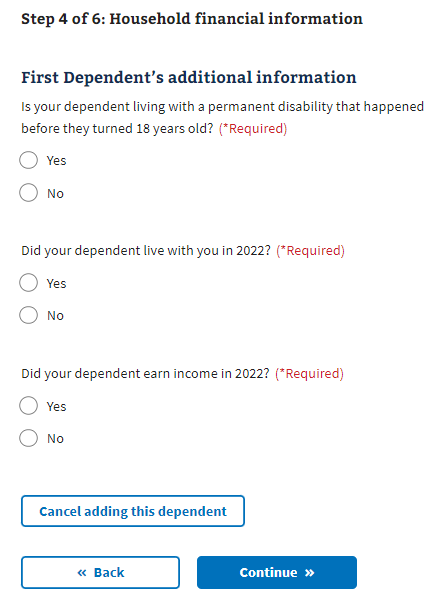 Step 4 of 6: Household financial information
First Dependent’s additional information
Is your dependent living with a permanent disability that happened
before they turned 18 years old? (*Required)
Yes
No
Did your dependent live with you in 2022? (*Required)
Yes
No
Did your dependent earn income in 2022? (*Required)
Yes
No
Cancel adding this dependent
« Back
Continue »